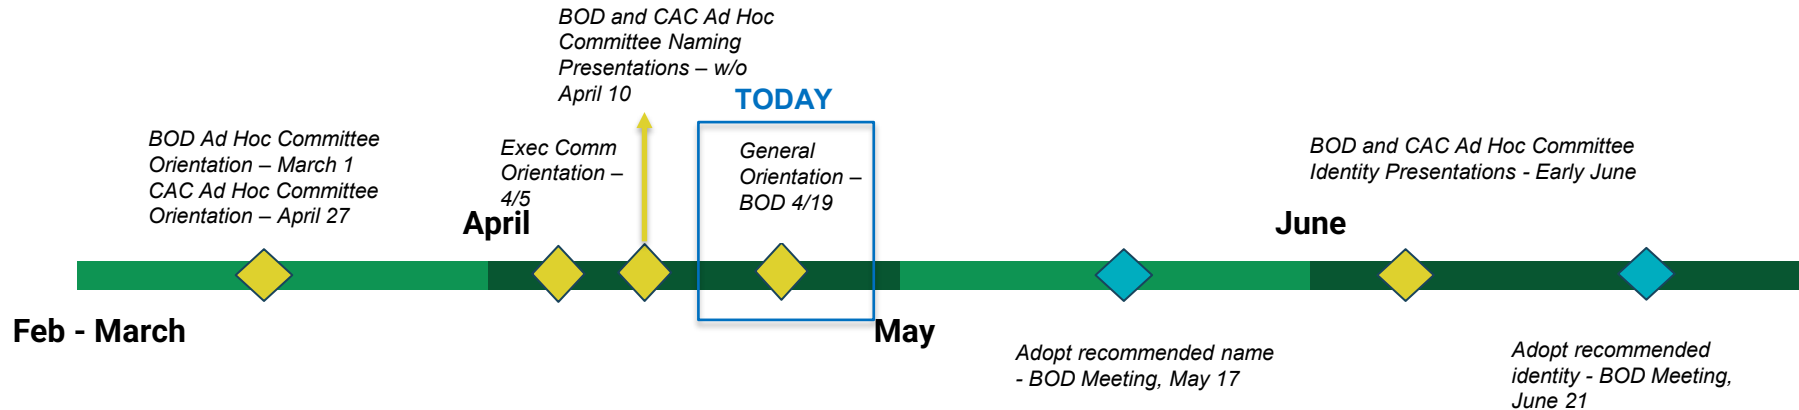 BOD and CAC Ad Hoc
Committee Naming
Presentations – w/o
April 10
TODAY
BOD Ad Hoc Committee
Orientation – March 1
CAC Ad Hoc Committee
Orientation – April 27
Exec Comm
Orientation –
4/5
General
Orientation –
BOD 4/19
BOD and CAC Ad Hoc Committee
Identity Presentations - Early June
April
June
Feb - March
May
Adopt recommended name
- BOD Meeting, May 17
Adopt recommended
identity - BOD Meeting,
June 21